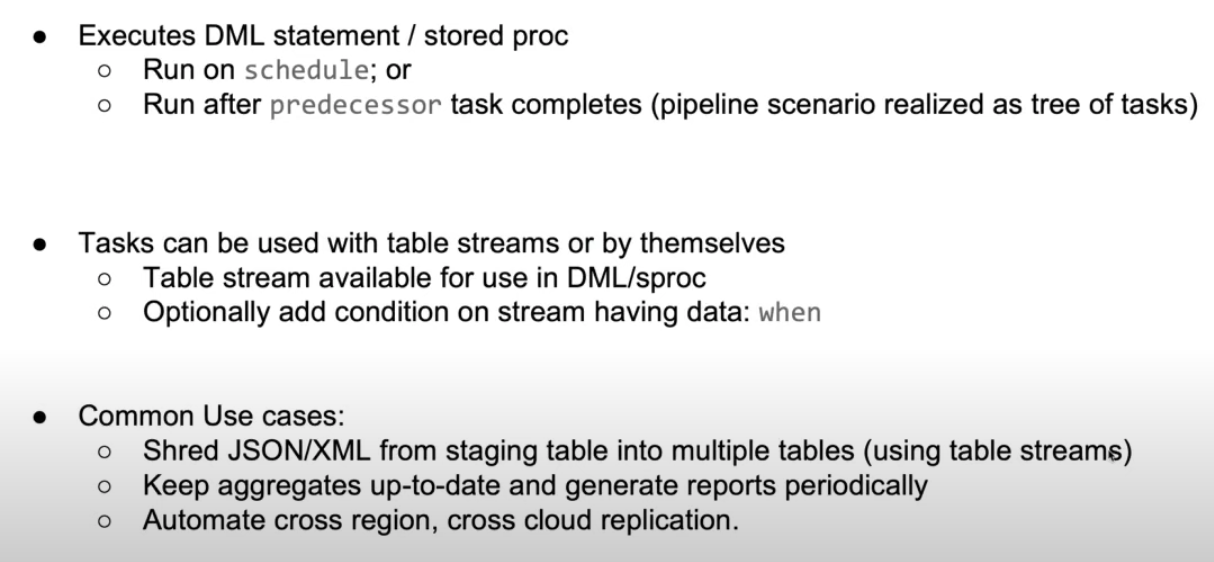 ● Executes DML statement / stored proc
○ Run on schedule; or
○ Run after predecessor task completes (pipeline scenario realized as tree of tasks)
● Tasks can be used with table streams or by themselves
○ Table stream available for use in DML/sproc
○ Optionally add condition on stream having data: when
● Common Use cases:
○ Shred JSON/XML from staging table into multiple tables (using table streams)
○ Keep aggregates up-to-date and generate reports periodically
○ Automate cross region, cross cloud replication.